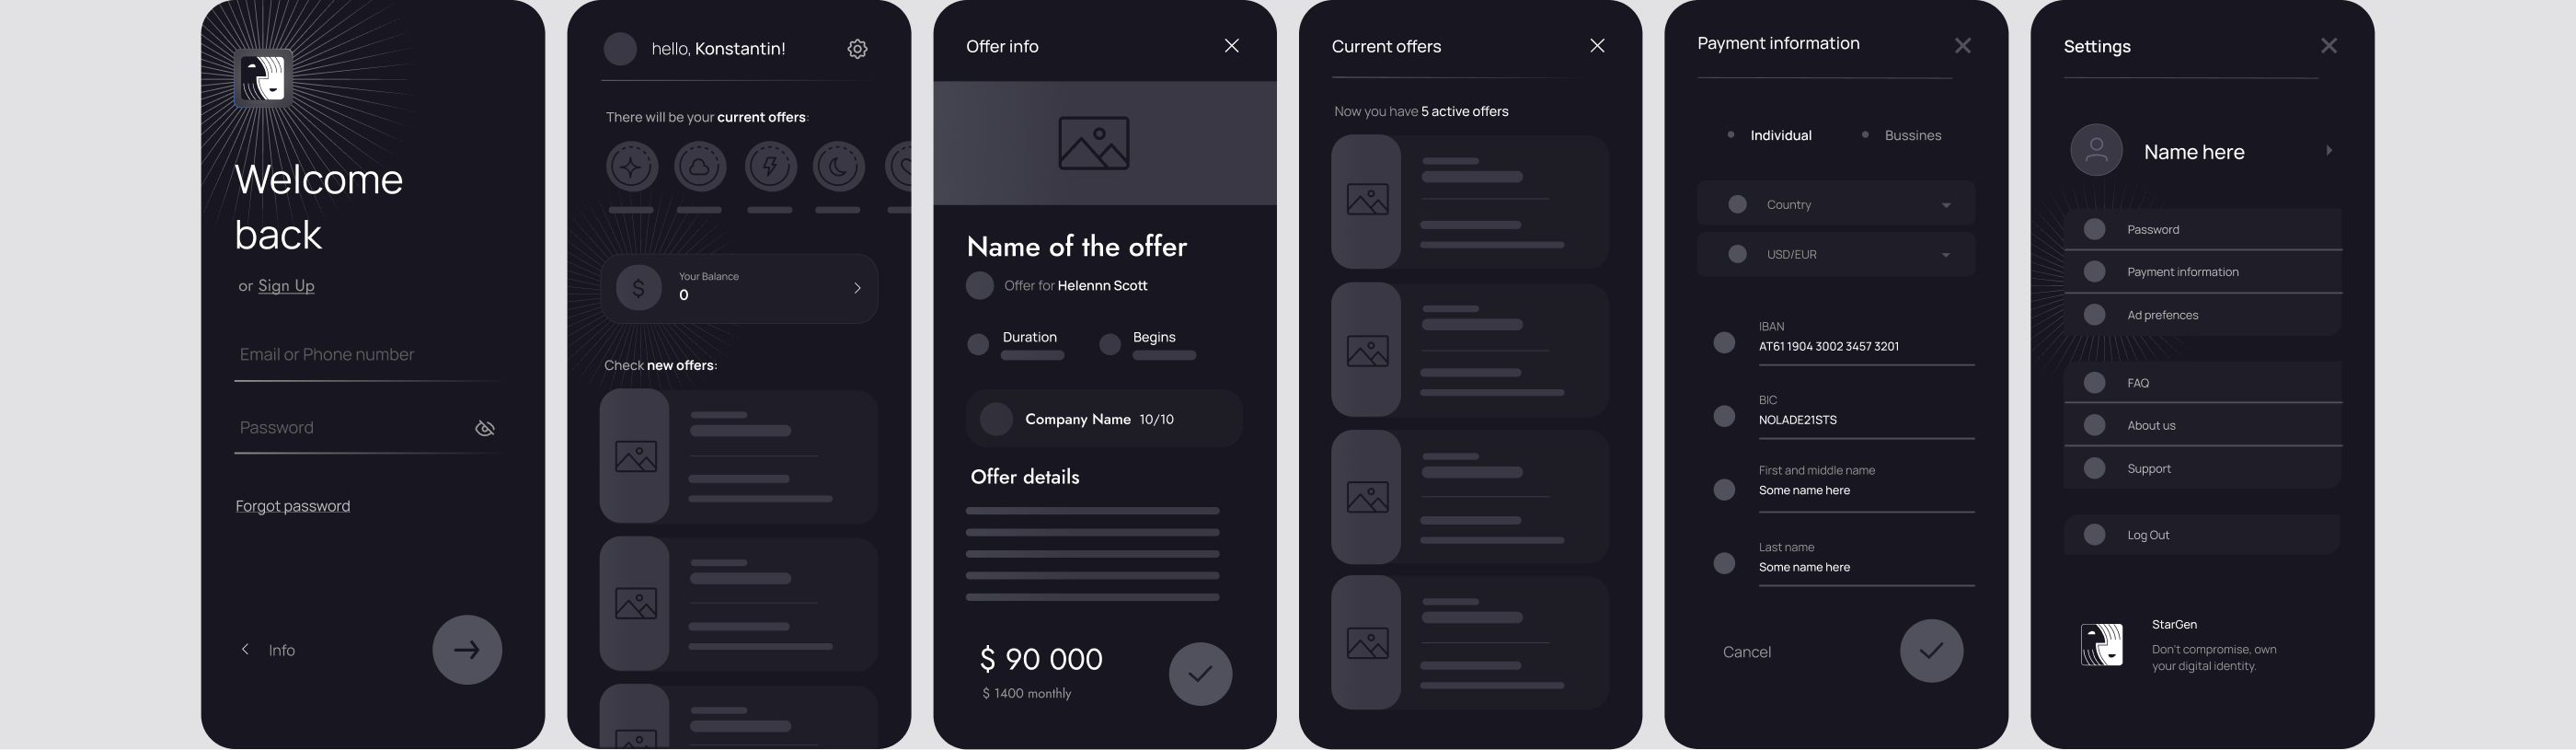 Welcome
back
or Sign Up
Email or Phone number
Password
Forgot password
Info
hello, Konstantin!
There will be your current offers:
$
Your Balance
0
Check new offers:
Offer info
Name of the offer
Offer for Helennn Scott
Duration
Begins
Company Name 10/10
Offer details
$ 90 000
$ 1400 monthly
Current offers
Now you have 5 active offers
Payment information
Individual
Bussines
Country
USD/EUR
IBAN
AT61 1904 3002 3457 3201
BIC
NOLADE21STS
First and middle name
Some name here
Last name
Some name here
Cancel
Settings
Name here
Password
Payment information
Ad prefences
FAQ
About us
Support
Log Out
StarGen
Don't compromise, own
your digital identity.